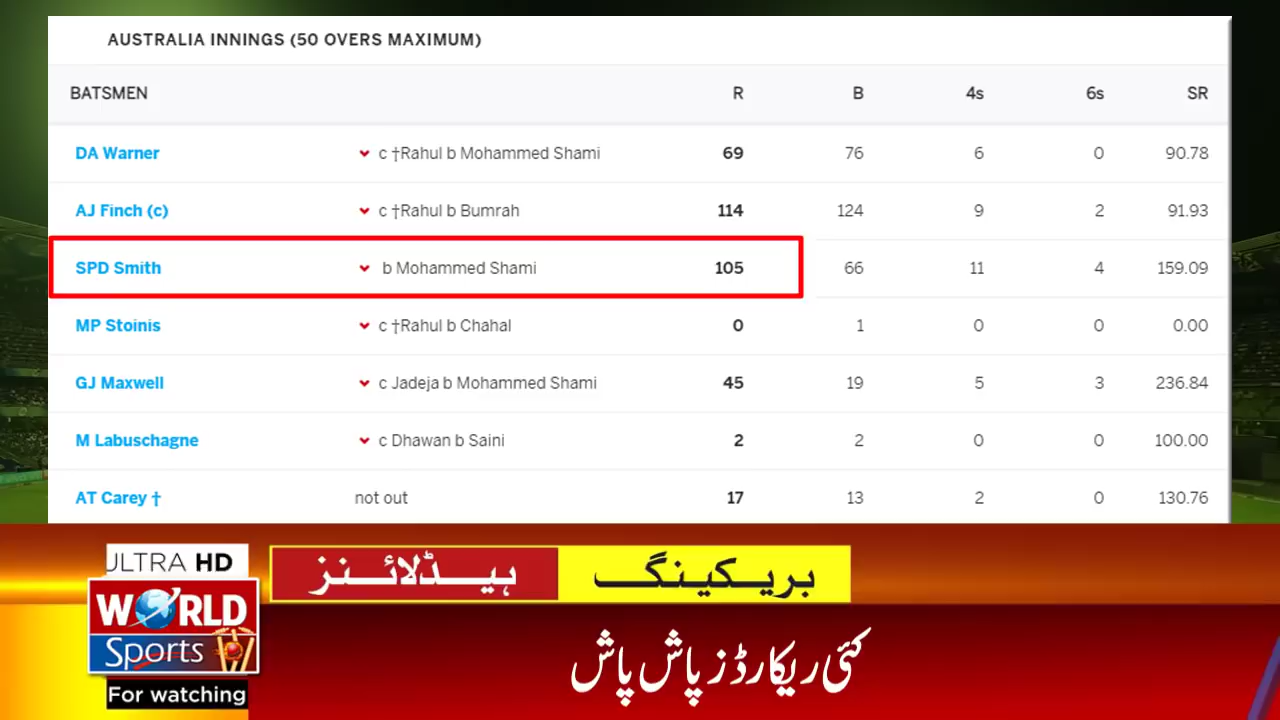 AUSTRALIA INNINGS (50 OVERS MAXIMUM)
BATSMEN R B 4s 6s SR
DA Warner c †Rahul b Mohammed Shami 69 76 6 0 90.78
AJ Finch (c) c †Rahul b Bumrah 114 124 9 2 91.93
SPD Smith b Mohammed Shami 105 66 11 4 159.09
MP Stoinis c †Rahul b Chahal 0 1 0 0 0.00
GJ Maxwell c Jadeja b Mohammed Shami 45 19 5 3 236.84
M Labuschagne c Dhawan b Saini 2 2 0 0 100.00
AT Carey † not out 17 13 2 0 130.76
ULTRA HD
WORLD
Sports
For watching
بریکینگ ہیڈلائنز
کئی ریکارڈز پاش پاش